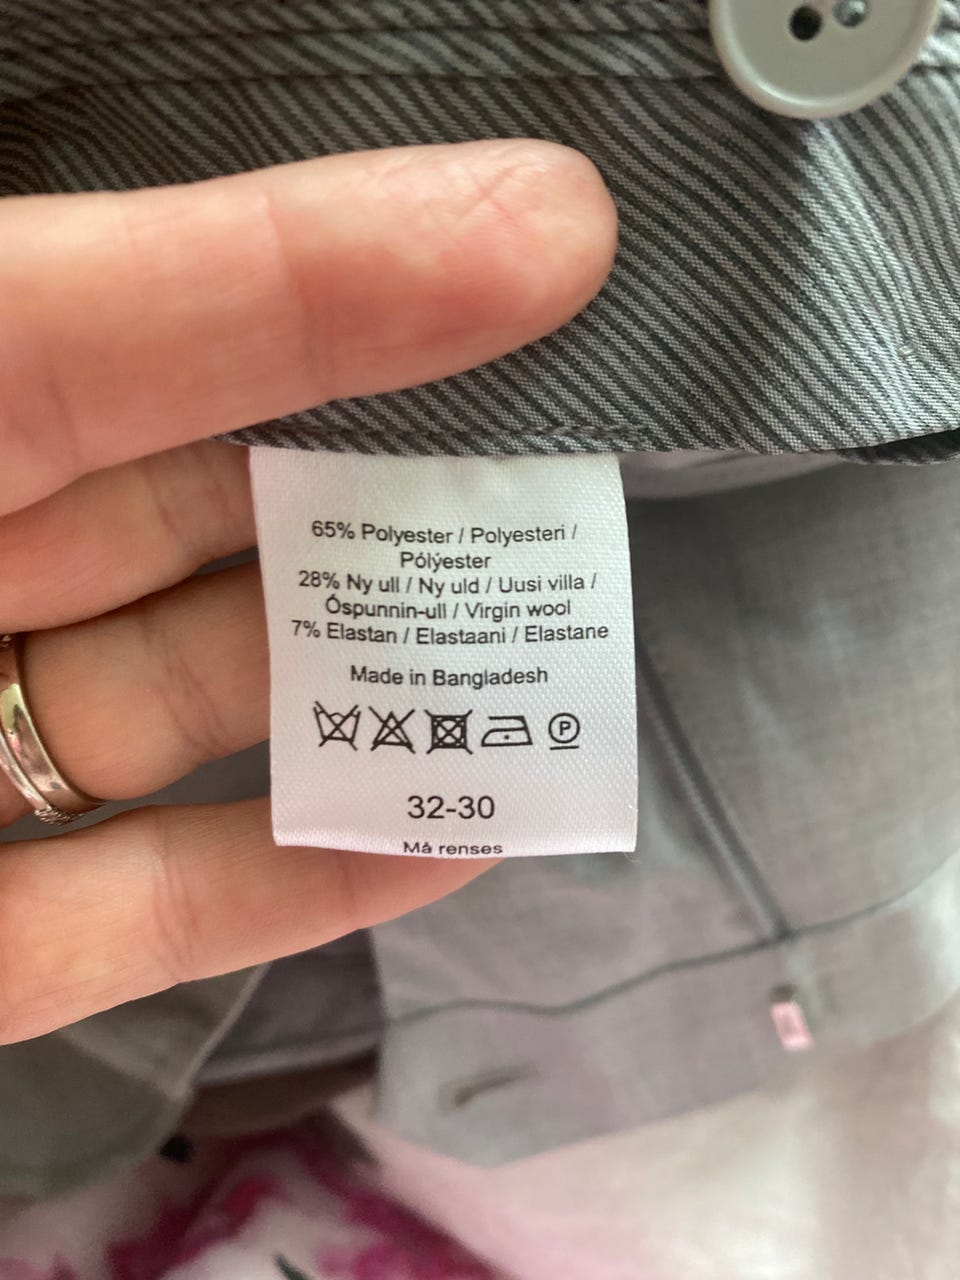 65% Polyester / Polyesteri /
Pólýester
28% Ny ull / Ny uld / Uusi villa /
Óspunnin-ull / Virgin wool
7% Elastan / Elastaani / Elastane
Made in Bangladesh
P
32-30
Må renses